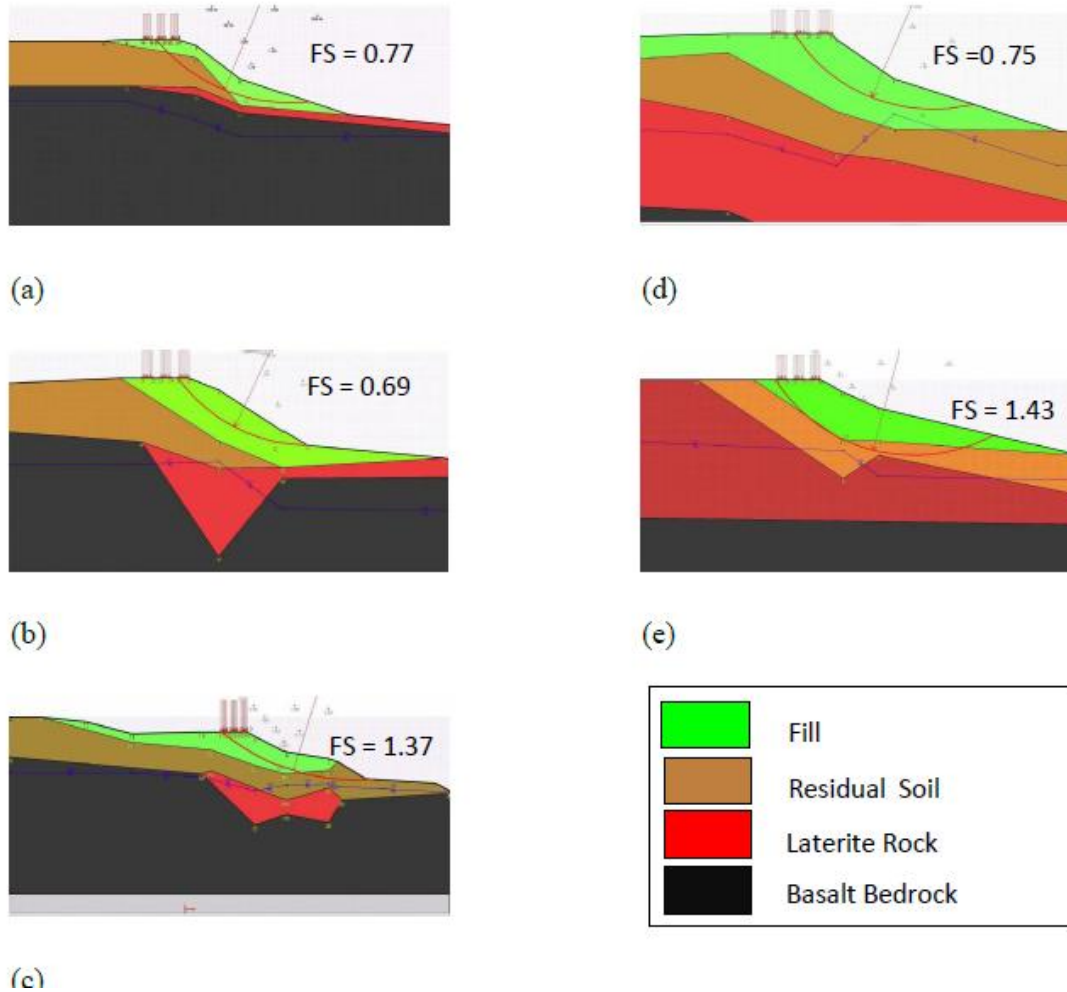 FS = 0.77
(a)
FS =0 .75
(d)
FS = 0.69
(b)
FS = 1.43
(e)
FS = 1.37
(c)
Fill
Residual Soil
Laterite Rock
Basalt Bedrock